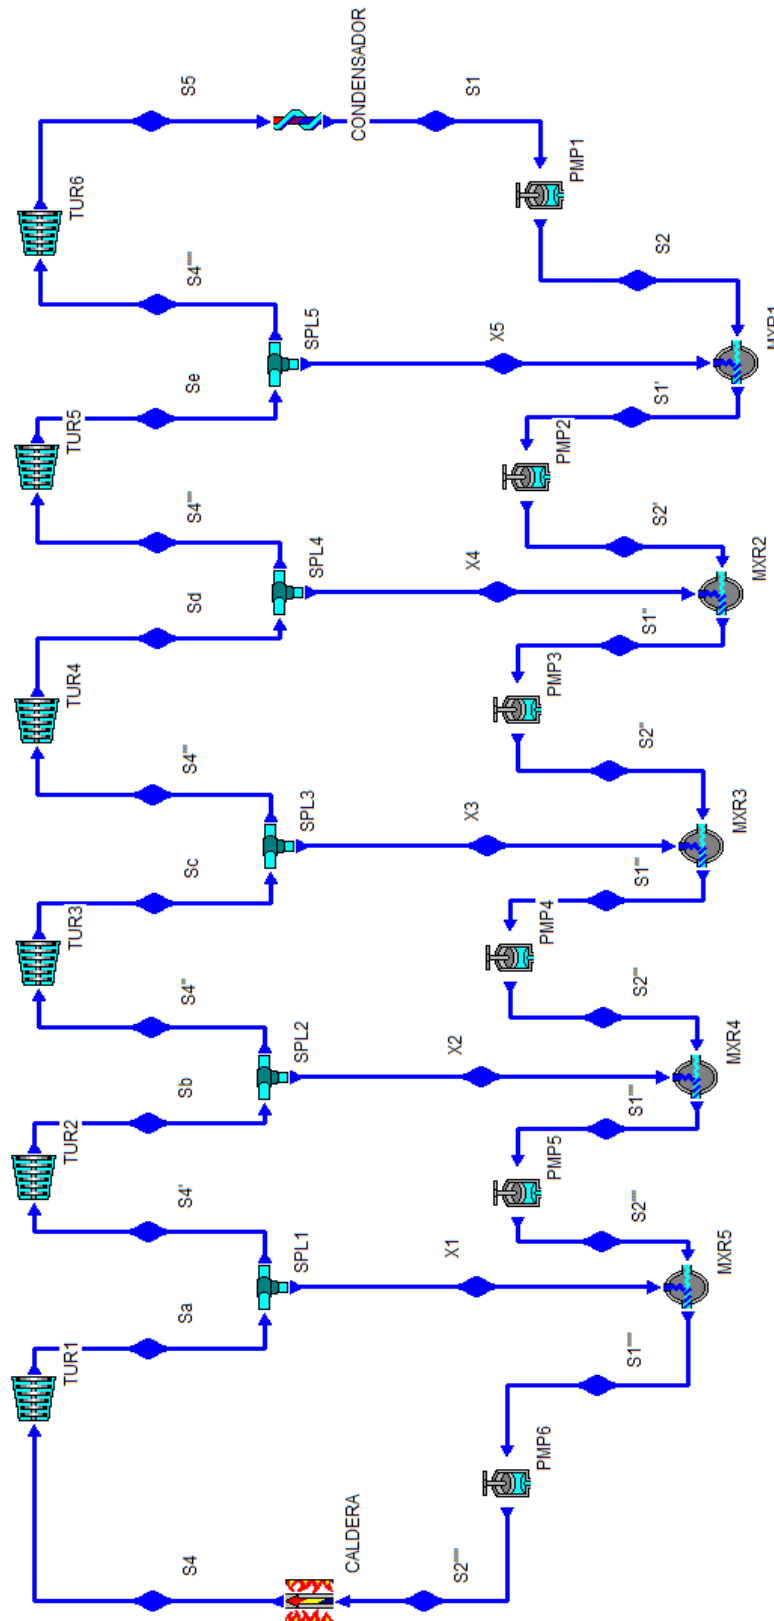 TUR1
TUR2
TUR3
TUR4
TUR5
TUR6
S4
Sa
S4'
Sb
S4''
Sc
S4'''
Sd
S4''''
Se
S4'''''
S5
CALDERA
SPL1
SPL2
SPL3
SPL4
SPL5
CONDENSADOR
S2'''''
X1
X2
X3
X4
X5
S1
PMP6
PMP5
PMP4
PMP3
PMP2
PMP1
S1'''''
S2''''
S1''''
S2'''
S1'''
S2''
S1''
S2'
S1'
S2
MXR5
MXR4
MXR3
MXR2
MXR1